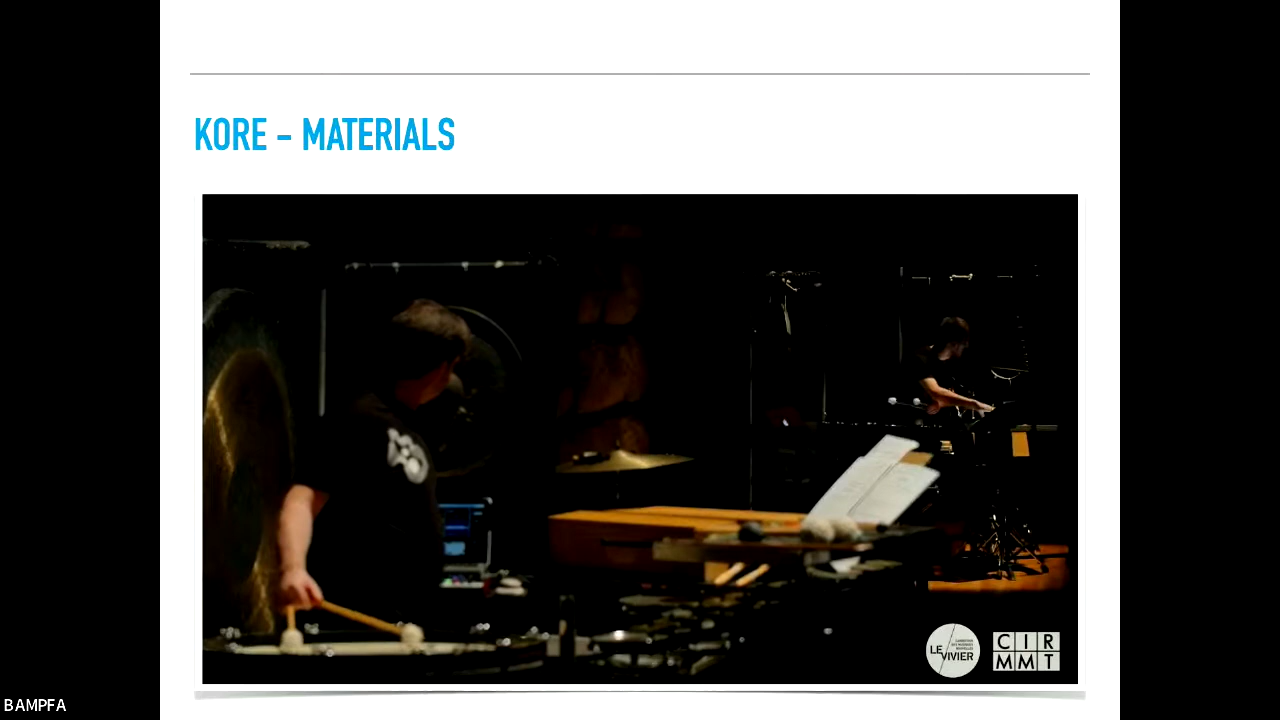 KORE - MATERIALS
LE
VIVIER
CIR
MMT
BAMPFA